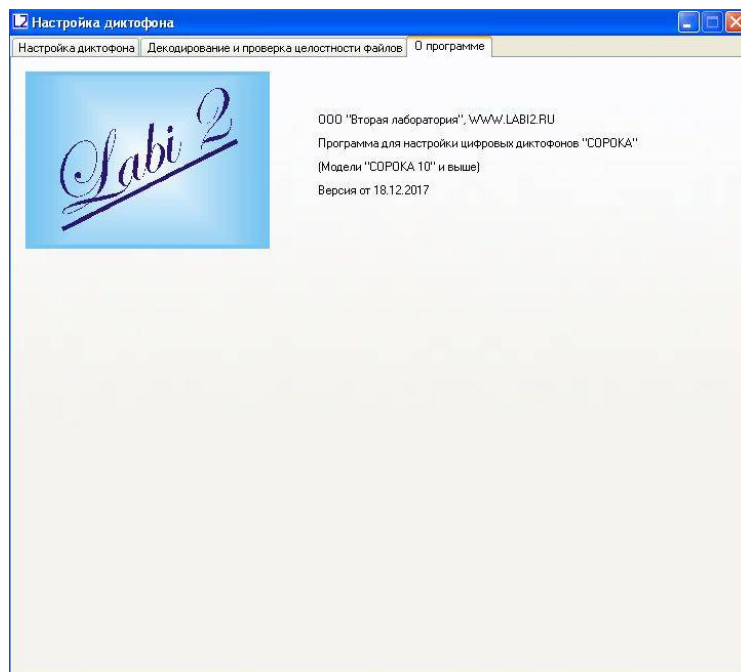 L2 Настройка диктофона
Настройка диктофона Декодирование и проверка целостности файлов О программе
Labi 2
ООО "Вторая лаборатория", WWW.LABI2.RU
Программа для настройки цифровых диктофонов "СОРОКА"
(Модели "СОРОКА 10" и выше)
Версия от 18.12.2017